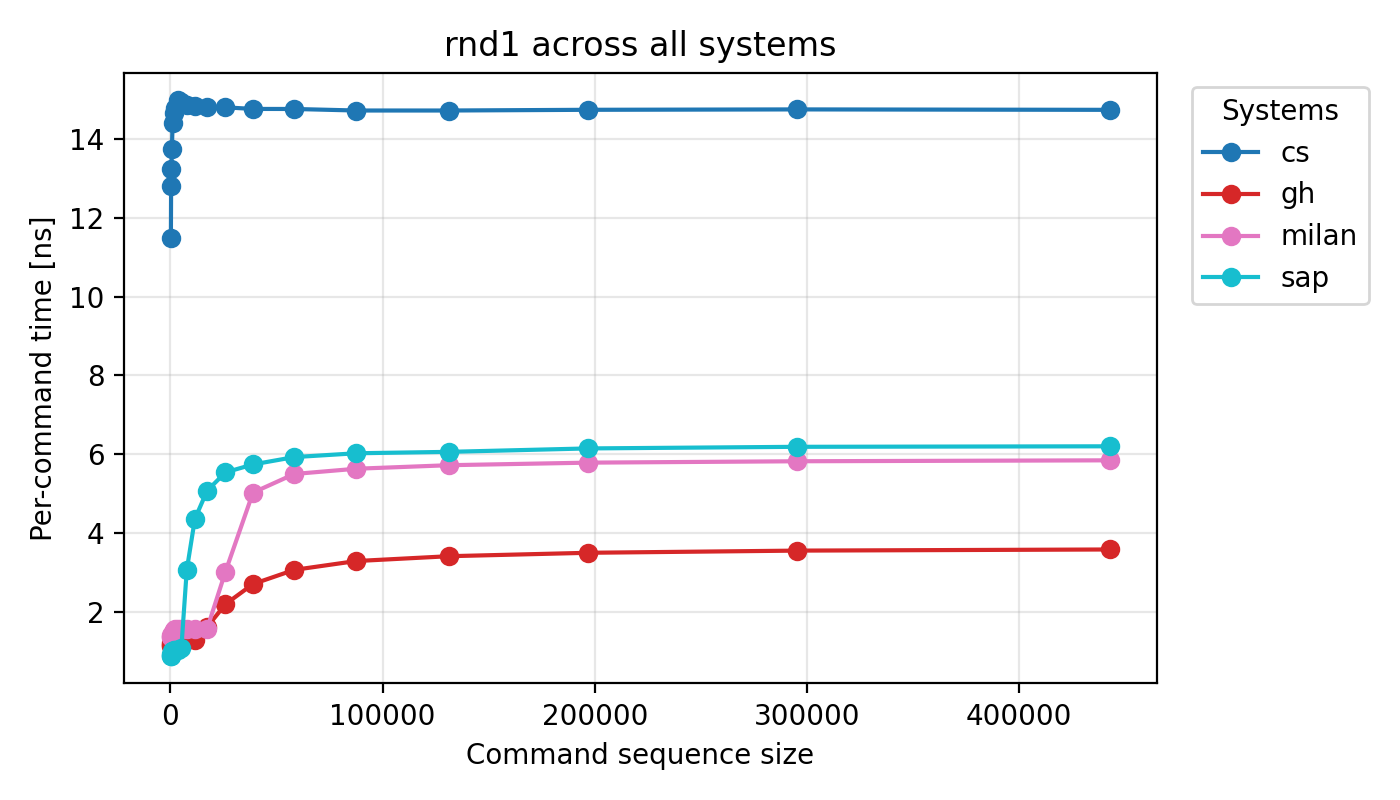 rnd1 across all systems
Per-command time [ns]
14
12
10
8
6
4
2
0
100000
200000
300000
400000
Command sequence size
Systems
cs
gh
milan
sap